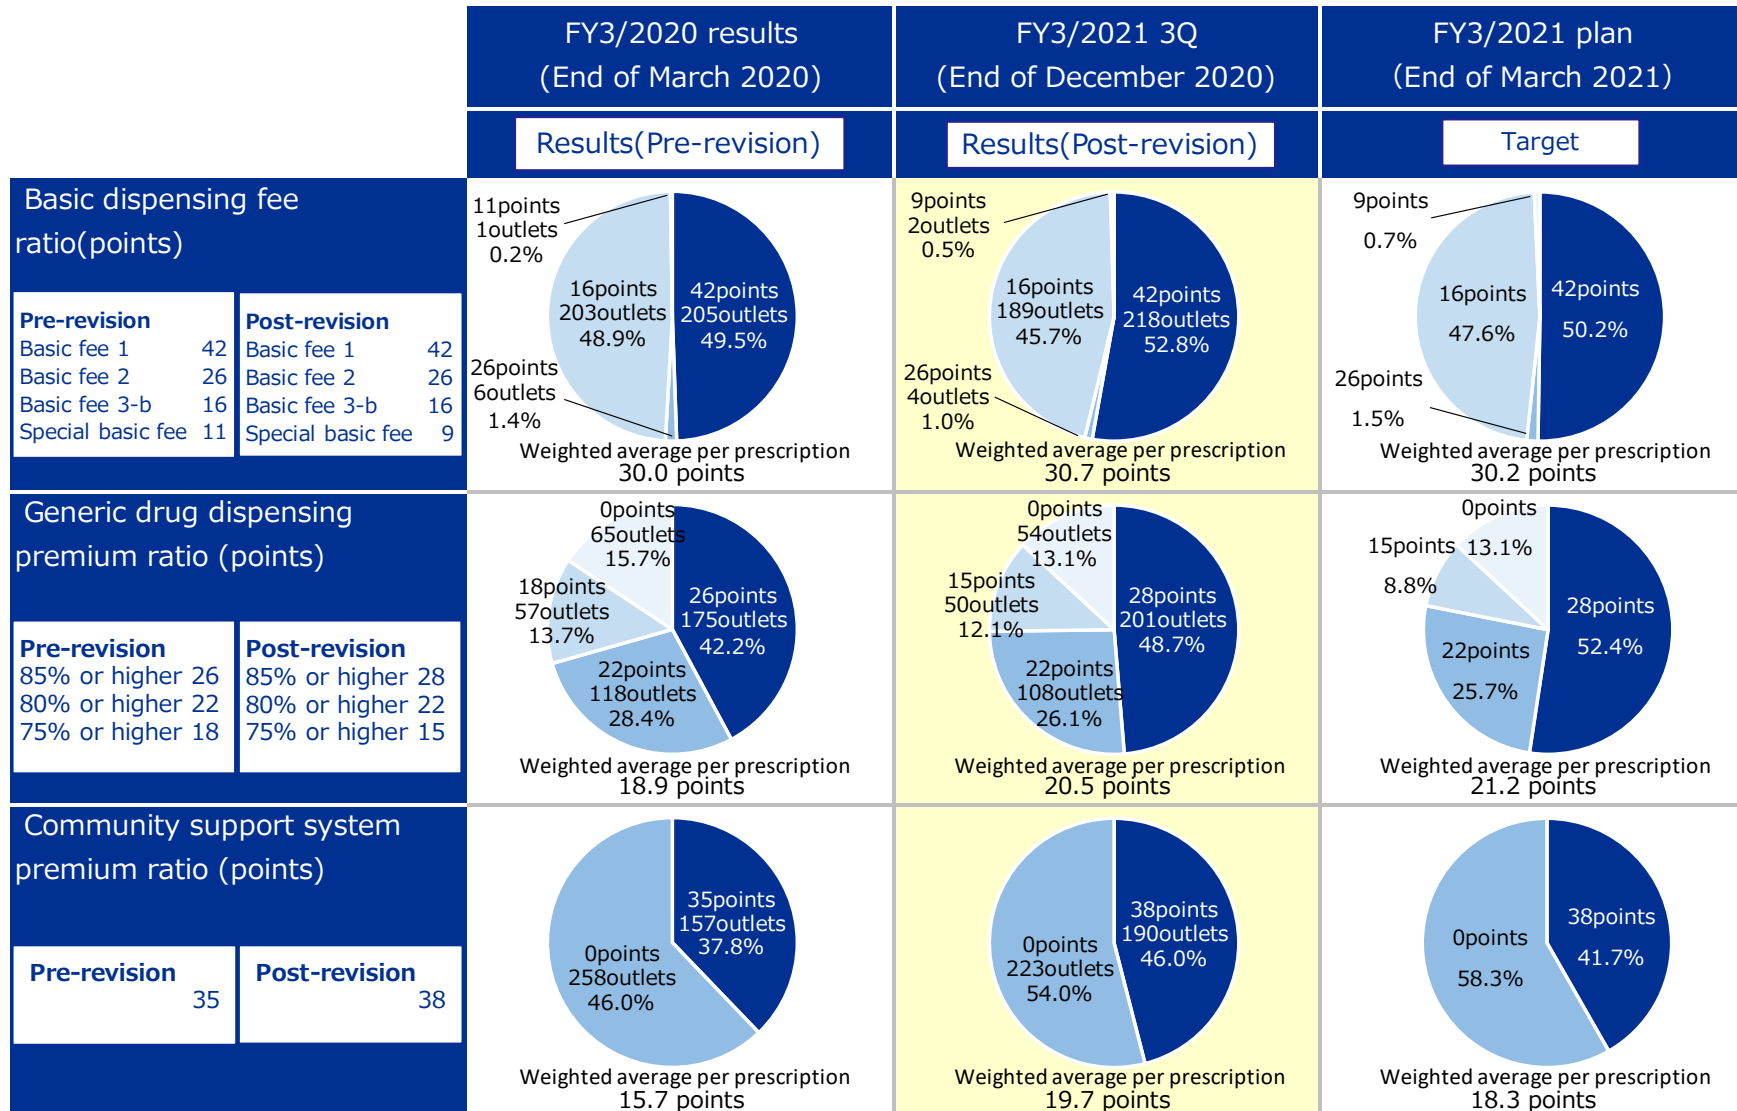 FY3/2020 results
(End of March 2020)
FY3/2021 3Q
(End of December 2020)
FY3/2021 plan
(End of March 2021)
Results(Pre-revision)
Results(Post-revision)
Target
Basic dispensing fee
ratio(points)
Pre-revision
Basic fee 1 42
Basic fee 2 26
Basic fee 3-b 16
Special basic fee 11
Post-revision
Basic fee 1 42
Basic fee 2 26
Basic fee 3-b 16
Special basic fee 9
11points
1outlets
0.2%
16points
203outlets
48.9%
42points
205outlets
49.5%
26points
6outlets
1.4%
Weighted average per prescription
30.0 points
9points
2outlets
0.5%
16points
189outlets
45.7%
42points
218outlets
52.8%
26points
4outlets
1.0%
Weighted average per prescription
30.7 points
9points
0.7%
16points
47.6%
42points
50.2%
26points
1.5%
Weighted average per prescription
30.2 points
Generic drug dispensing
premium ratio (points)
Pre-revision
85% or higher 26
80% or higher 22
75% or higher 18
Post-revision
85% or higher 28
80% or higher 22
75% or higher 15
0points
65outlets
15.7%
18points
57outlets
13.7%
26points
175outlets
42.2%
22points
118outlets
28.4%
Weighted average per prescription
18.9 points
0points
54outlets
13.1%
15points
50outlets
12.1%
28points
201outlets
48.7%
22points
108outlets
26.1%
Weighted average per prescription
20.5 points
0points
13.1%
15points
8.8%
28points
52.4%
22points
25.7%
Weighted average per prescription
21.2 points
Community support system
premium ratio (points)
Pre-revision
35
Post-revision
38
35points
157outlets
37.8%
0points
258outlets
46.0%
Weighted average per prescription
15.7 points
38points
190outlets
46.0%
0points
223outlets
54.0%
Weighted average per prescription
19.7 points
38points
41.7%
0points
58.3%
Weighted average per prescription
18.3 points